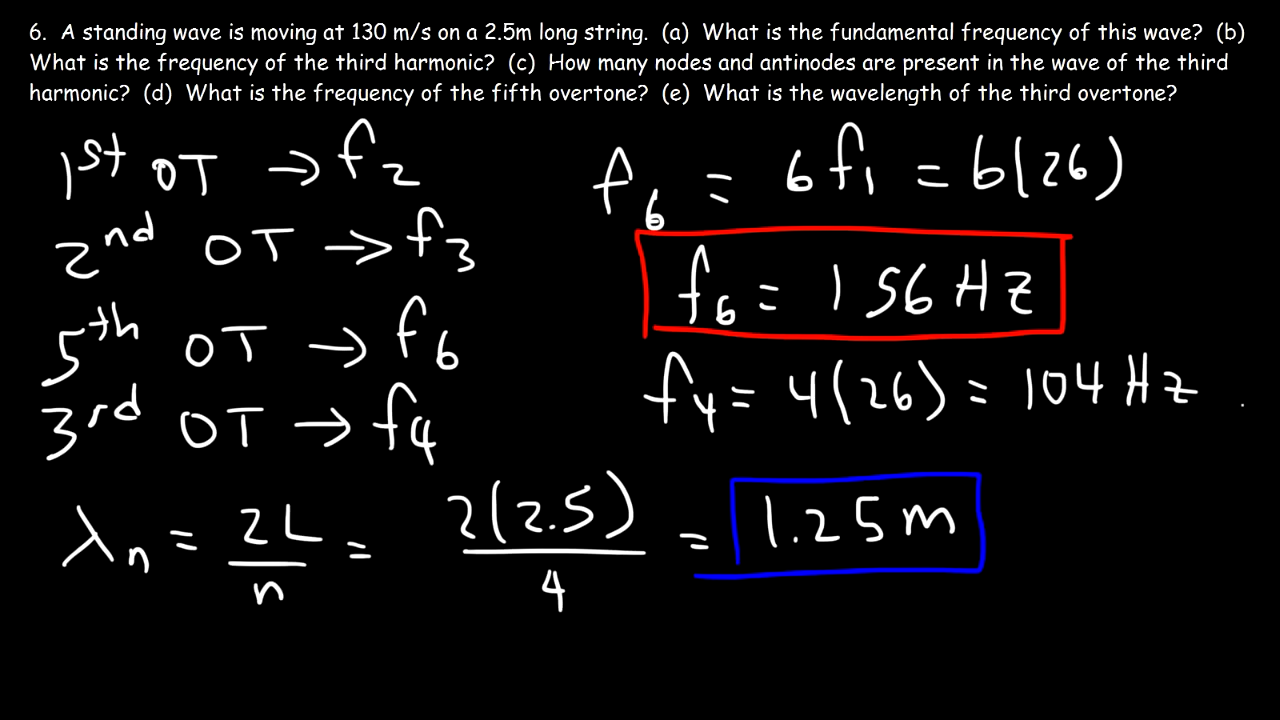 6. A standing wave is moving at 130 m/s on a 2.5m long string. (a) What is the fundamental frequency of this wave? (b)
What is the frequency of the third harmonic? (c) How many nodes and antinodes are present in the wave of the third
harmonic? (d) What is the frequency of the fifth overtone? (e) What is the wavelength of the third overtone?
1st OT → f2
2nd OT → f3
5th OT → f6
3rd OT → f4
λn = 2L/n = 2(2.5)/4 = 1.25m
f6 = 6f1 = 6(26)
f6 = 156 Hz
f4 = 4(26) = 104 Hz